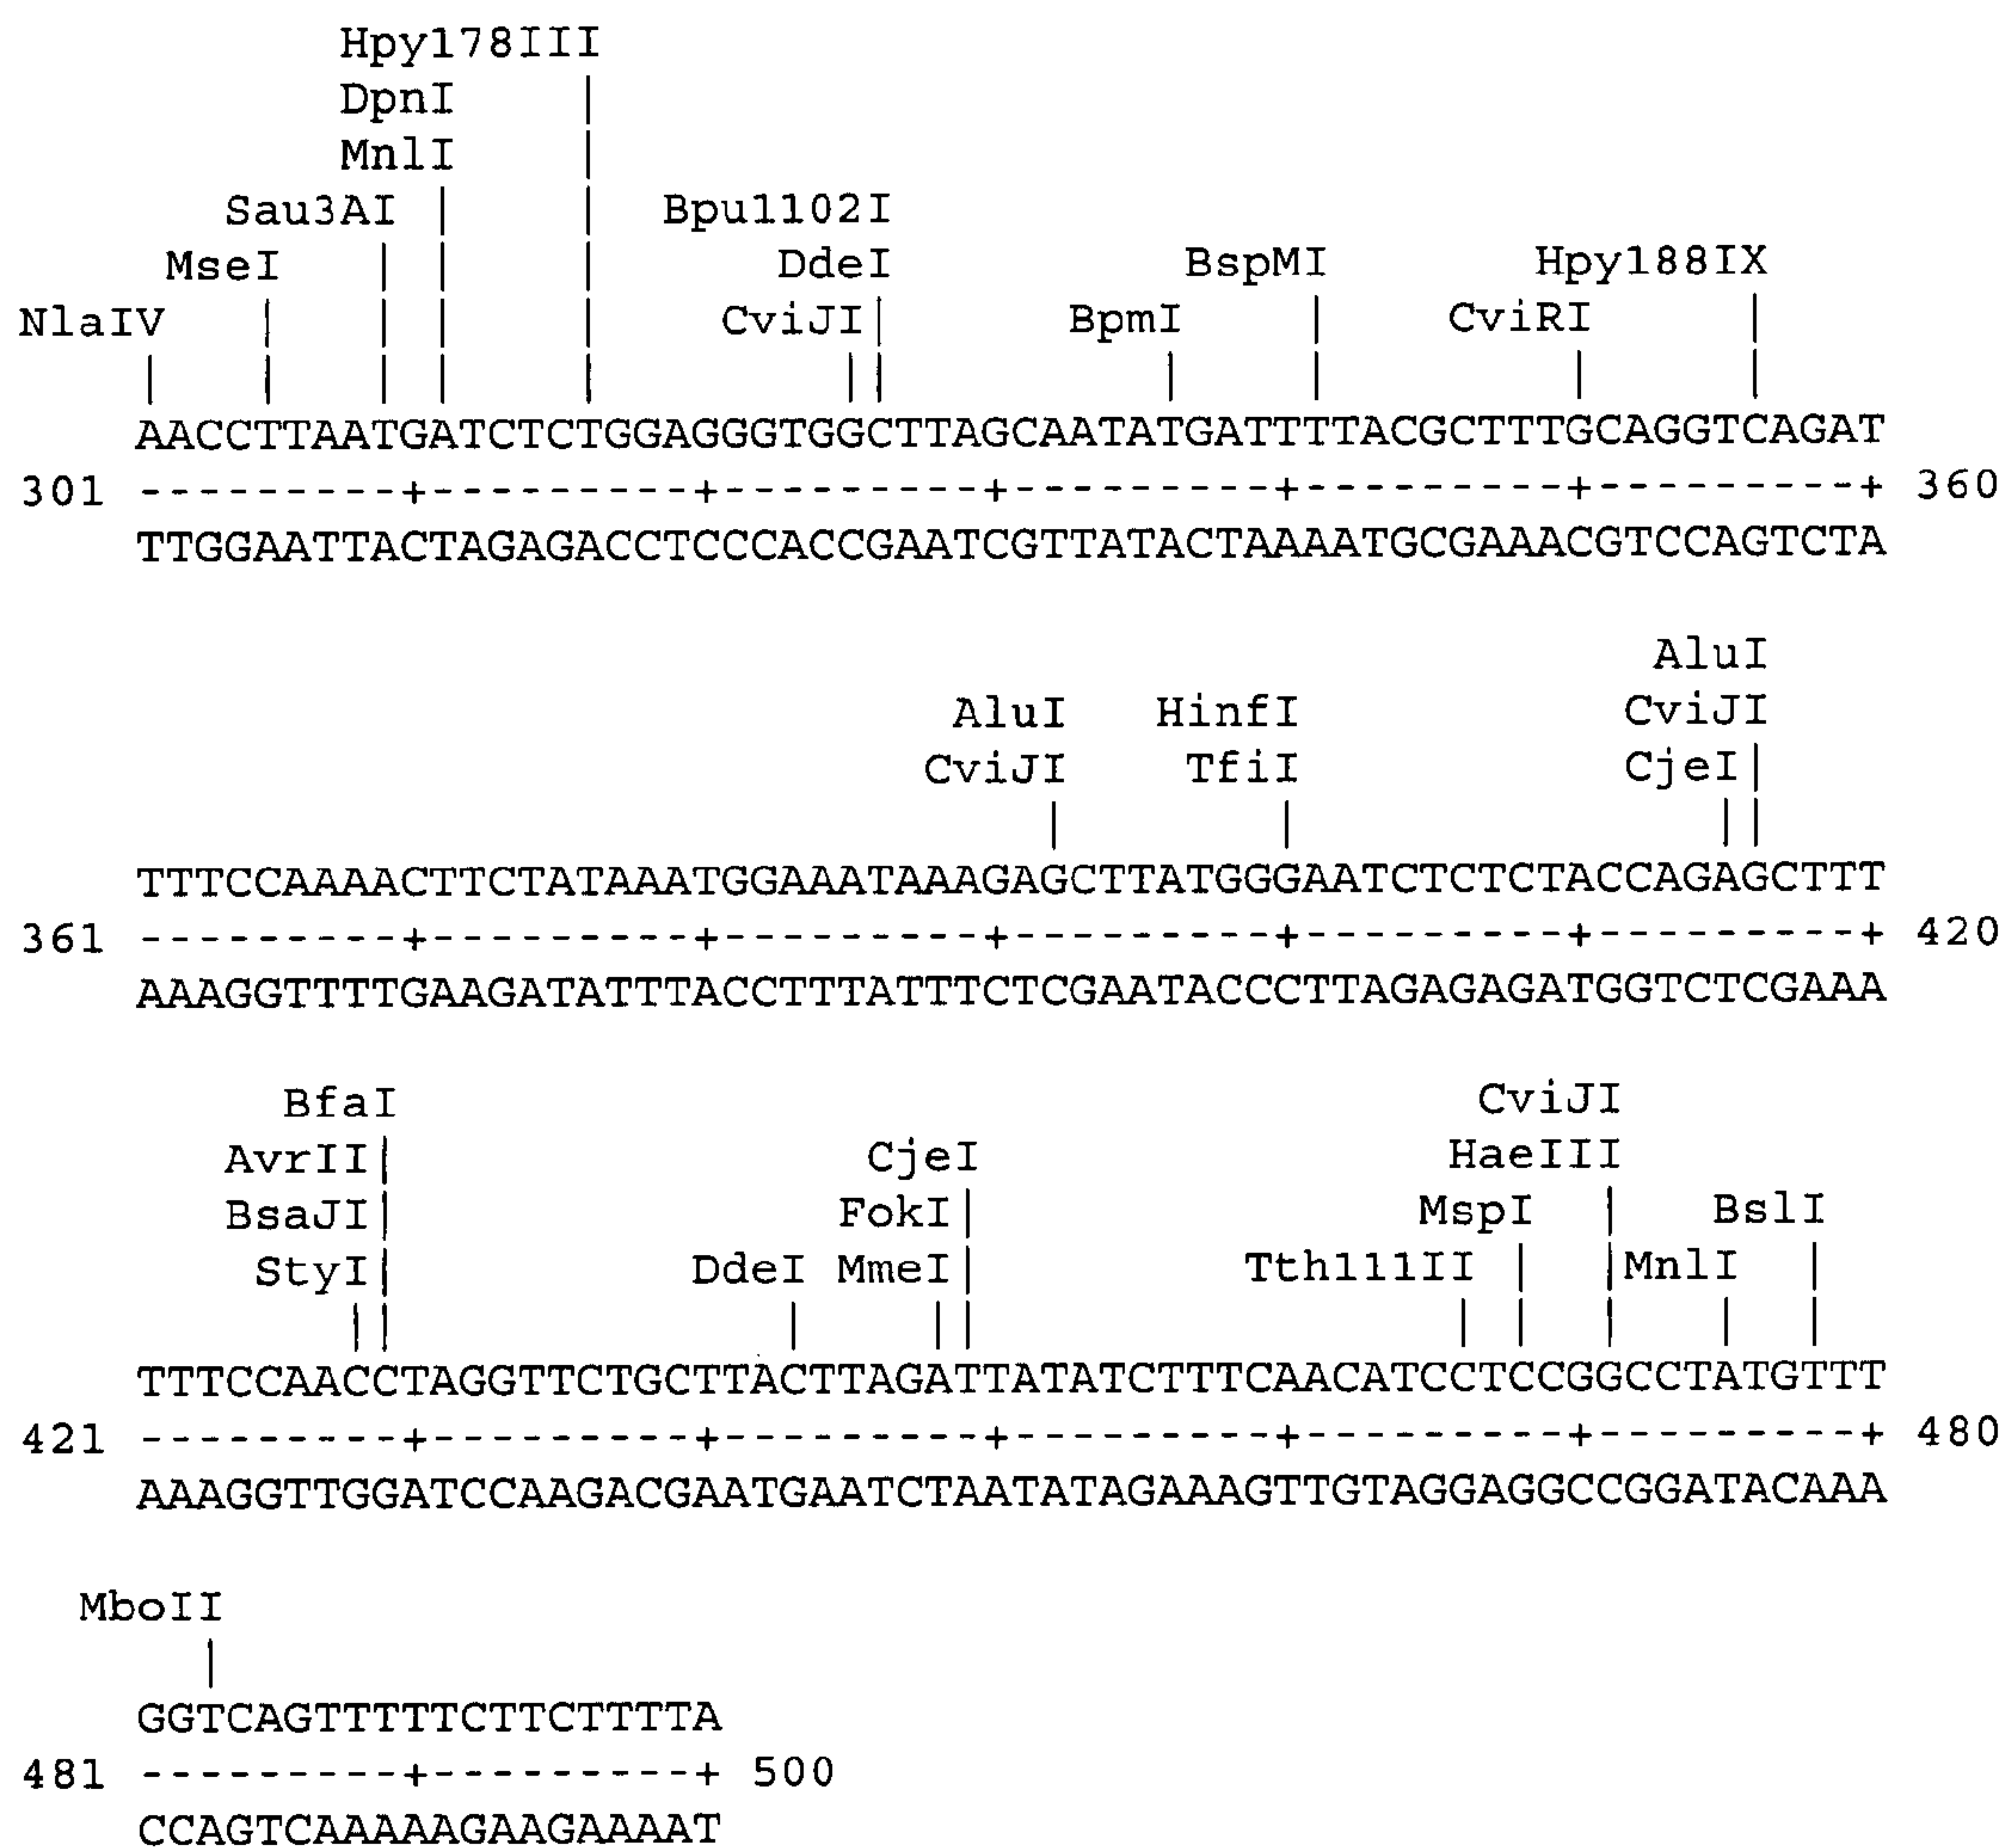 Hpy178III
DpnI
MnlI
Sau3AI Bpu1102I
MseI DdeI BspMI Hpy188IX
NlaIV CviJI BpmI CviRI
AACCTTAATGATCTCTGGAGGGTGGCTTAGCAATATGATTTTACGCTTTGCAGGTCAGAT
301 ---------+---------+---------+---------+---------+---------+ 360
TTGGAATTACTAGAGACCTCCCACCGAATCGTTATACTAAAATGCGAAACGTCCAGTCTA
AluI
AluI HinfI CviJI
CviJI TfiI CjeI
TTTCCAAAACTTCTATAAATGGAAATAAAGAGCTTATGGGAATCTCTCTACCAGAGCTTT
361 ---------+---------+---------+---------+---------+---------+ 420
AAAGGTTTTGAAGATATTTACCTTTATTTCTCGAATACCCTTAGAGAGATGGTCTCGAAA
BfaI CviJI
AvrII CjeI HaeIII
BsaJI FokI MspI BslI
StyI DdeI MmeI Tth111II MnlI
TTTCCAACCTAGGTTCTGCTTACTTAGATTATATCTTTCAACATCCTCCGGCCTATGTTT
421 ---------+---------+---------+---------+---------+---------+ 480
AAAGGTTGGATCCAAGACGAATGAATCTAATATAGAAAGTTGTAGGAGGCCGGATACAAA
MboII
GGTCAGTTTTTCTTCTTTTA
481 ---------+---------+ 500
CCAGTCAAAAAGAAGAAAAT